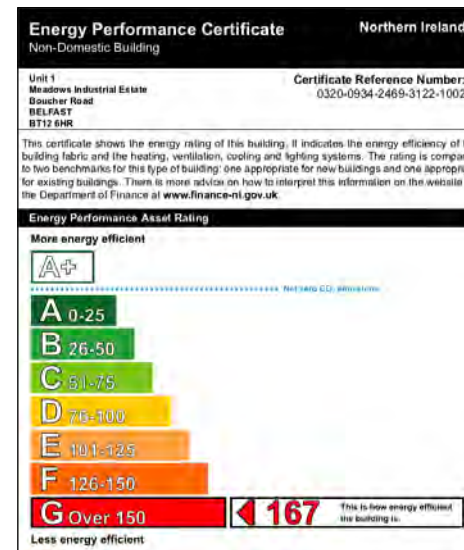 Energy Performance Certificate
Northern Ireland
Non-Domestic Building
Unit 1
Meadows Industrial Estate
Boucher Road
BELFAST
BT12 6HR
Certificate Reference Number:
0320-0934-2469-3122-1002
This certificate shows the energy rating of this building. It indicates the energy efficiency of
building fabric and the heating, ventilation, cooling and lighting systems. The rating is compar
to two benchmarks for this type of building: one appropriate for new buildings and one appropri
for existing buildings. There is more advice on how to interpret this information on the website
the Department of Finance at www.finance-ni.gov.uk.
Energy Performance Asset Rating
More energy efficient
A+
Net zero CO₂ emissions
A 0-25
B 26-50
C 51-75
D 76-100
E 101-125
F 126-150
G Over 150
167
This is how energy efficient
the building is.
Less energy efficient